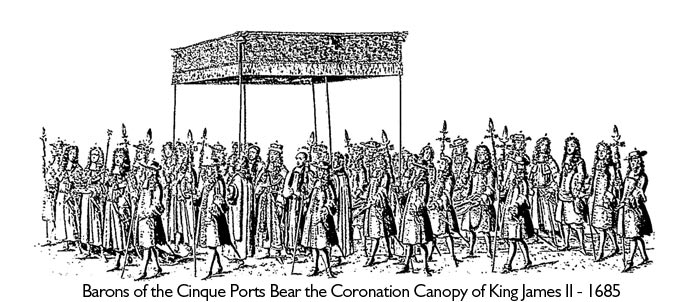 Barons of the Cinque Ports Bear the Coronation Canopy of King James II - 1685